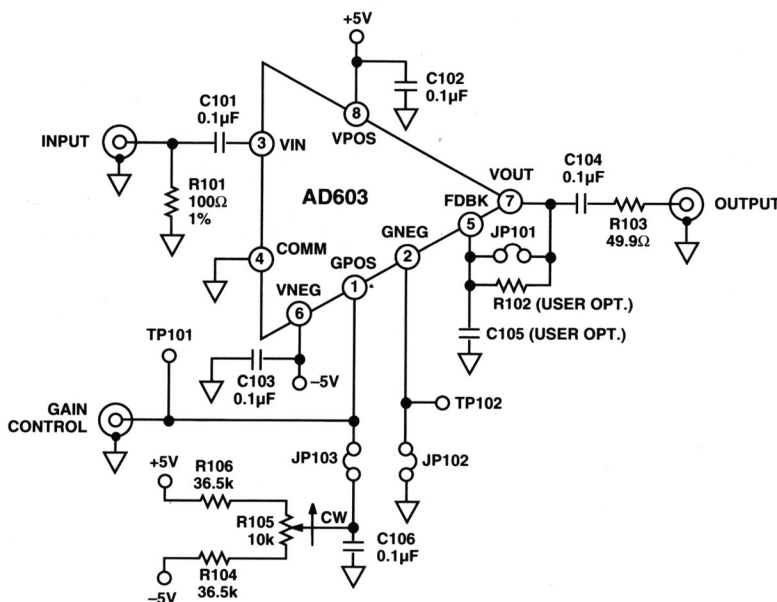 +5V
C102
0.1µF
C101
0.1µF
8
VPOS
INPUT
3
VIN
R101
100Ω
1%
AD603
VOUT
7
FDBK
5
C104
0.1µF
OUTPUT
R103
49.9Ω
JP101
GNEG
2
COMM
4
GPOS
1
R102 (USER OPT.)
VNEG
6
C105 (USER OPT.)
TP101
C103
0.1µF
–5V
TP102
GAIN
CONTROL
JP103
JP102
+5V
R106
36.5k
R105
10k
CW
C106
0.1µF
R104
36.5k
–5V